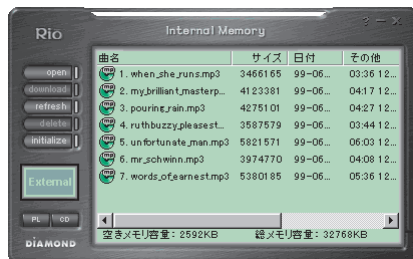 Rio
Internal Memory
? – ×
open
download
refresh
delete
initialize
External
PL CD
DIAMOND
曲名 サイズ 日付 その他
1. when_she_runs.mp3 3466165 99-06... 03:36 12...
2. my_brilliant_masterp... 4123381 99-06... 04:17 12...
3. pouring_rain.mp3 4275101 99-06... 04:27 12...
4. ruthbuzzy_pleasest... 3587579 99-06... 03:44 12...
5. unfortunate_man.mp3 5821571 99-06... 06:03 12...
6. mr_schwinn.mp3 3974770 99-06... 04:08 12...
7. words_of_earnest.mp3 5380185 99-06... 05:36 12...
空きメモリ容量: 2592KB 総メモリ容量: 32768KB